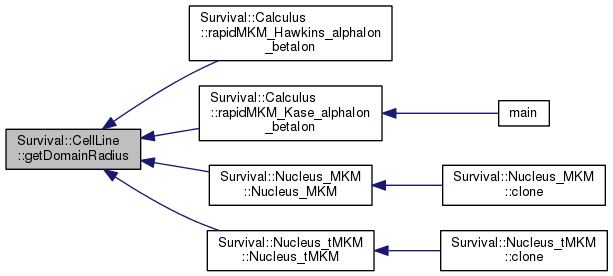 Survival::Calculus
::rapidMKM_Hawkins_alphaIon
_betaIon
Survival::Calculus
::rapidMKM_Kase_alphaIon
_betaIon
main
Survival::CellLine
::getDomainRadius
Survival::Nucleus_MKM
::Nucleus_MKM
Survival::Nucleus_MKM
::clone
Survival::Nucleus_tMKM
::Nucleus_tMKM
Survival::Nucleus_tMKM
::clone